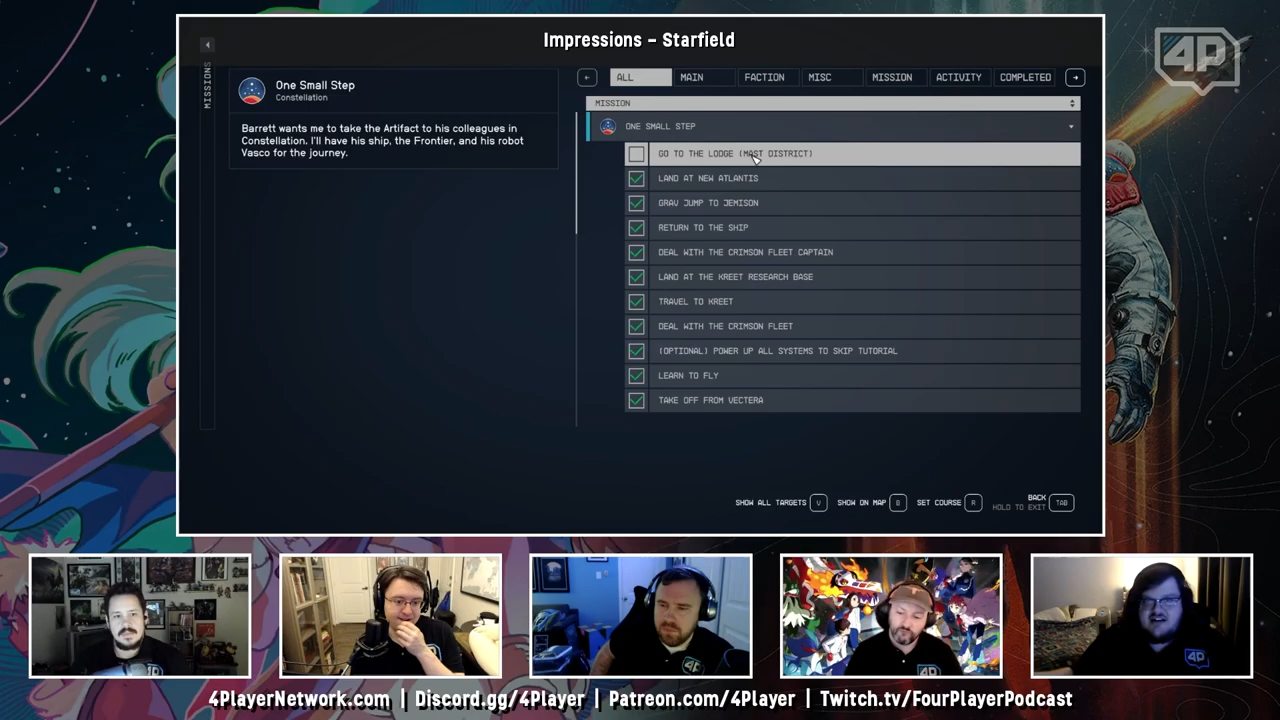 Impressions - Starfield
4P
MISSIONS
One Small Step
Constellation
Barrett wants me to take the Artifact to his colleagues in
Constellation. I'll have his ship, the Frontier, and his robot
Vasco for the journey.
ALL MAIN FACTION MISC MISSION ACTIVITY COMPLETED
MISSION
ONE SMALL STEP
GO TO THE LODGE (MAST DISTRICT)
LAND AT NEW ATLANTIS
GRAV JUMP TO JEMISON
RETURN TO THE SHIP
DEAL WITH THE CRIMSON FLEET CAPTAIN
LAND AT THE KREET RESEARCH BASE
TRAVEL TO KREET
DEAL WITH THE CRIMSON FLEET
(OPTIONAL) POWER UP ALL SYSTEMS TO SKIP TUTORIAL
LEARN TO FLY
TAKE OFF FROM VECTERA
SHOW ALL TARGETS V SHOW ON MAP B SET COURSE R BACK TAB
HOLD TO EXIT
4P
4P
4PlayerNetwork.com | Discord.gg/4Player | Patreon.com/4Player | Twitch.tv/FourPlayerPodcast